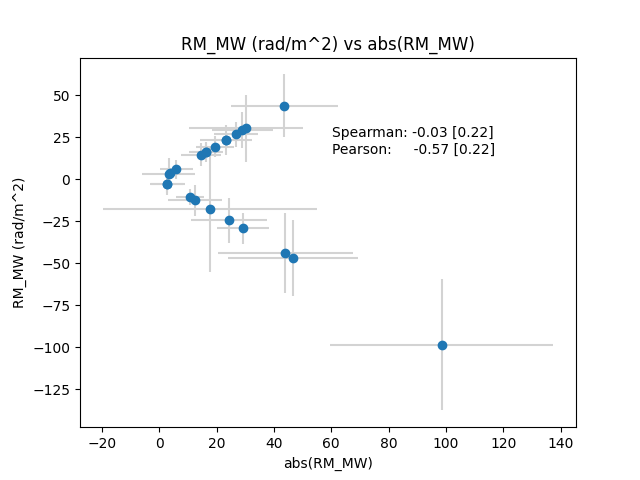 RM_MW (rad/m^2) vs abs(RM_MW)
RM_MW (rad/m^2)
50
25
0
−25
−50
−75
−100
−125
Spearman: -0.03 [0.22]
Pearson: -0.57 [0.22]
−20 0 20 40 60 80 100 120 140
abs(RM_MW)